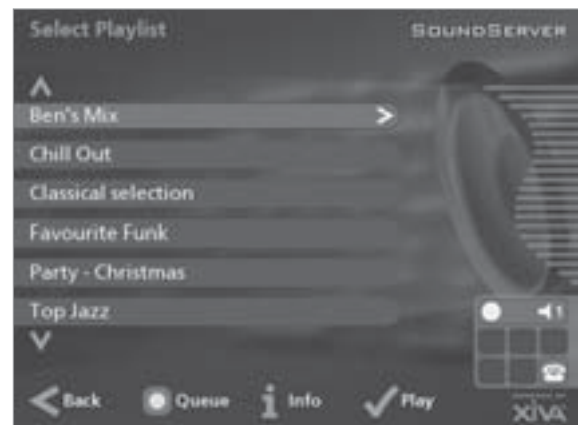 Select Playlist
SOUNDSERVER
Ben's Mix
Chill Out
Classical selection
Favourite Funk
Party - Christmas
Top Jazz
1
Back Queue Info Play
XIVA